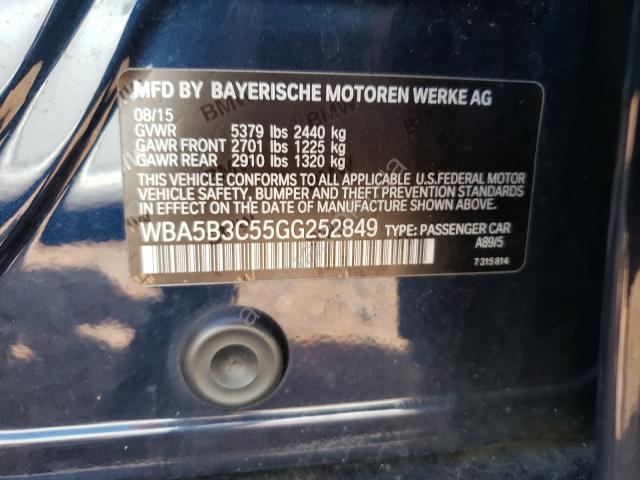 MFD BY BAYERISCHE MOTOREN WERKE AG
08/15
GVWR 5379 lbs 2440 kg
GAWR FRONT 2701 lbs 1225 kg
GAWR REAR 2910 lbs 1320 kg
THIS VEHICLE CONFORMS TO ALL APPLICABLE U.S.FEDERAL MOTOR
VEHICLE SAFETY, BUMPER AND THEFT PREVENTION STANDARDS
IN EFFECT ON THE DATE OF MANUFACTURE SHOWN ABOVE.
WBA5B3C55GG252849 TYPE: PASSENGER CAR
A89/5
7315814